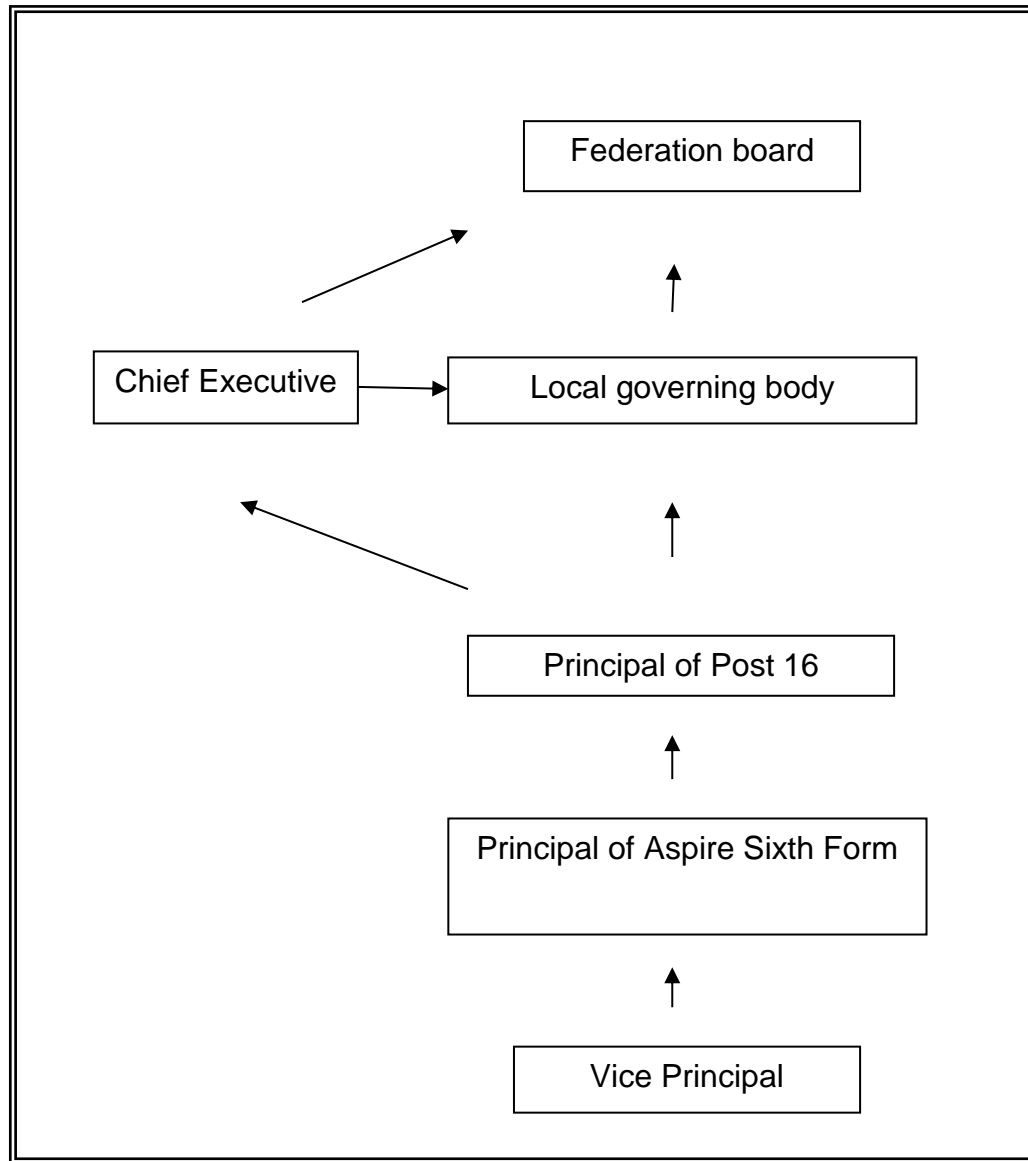 Federation board
Chief Executive
Local governing body
Principal of Post 16
Principal of Aspire Sixth Form
Vice Principal